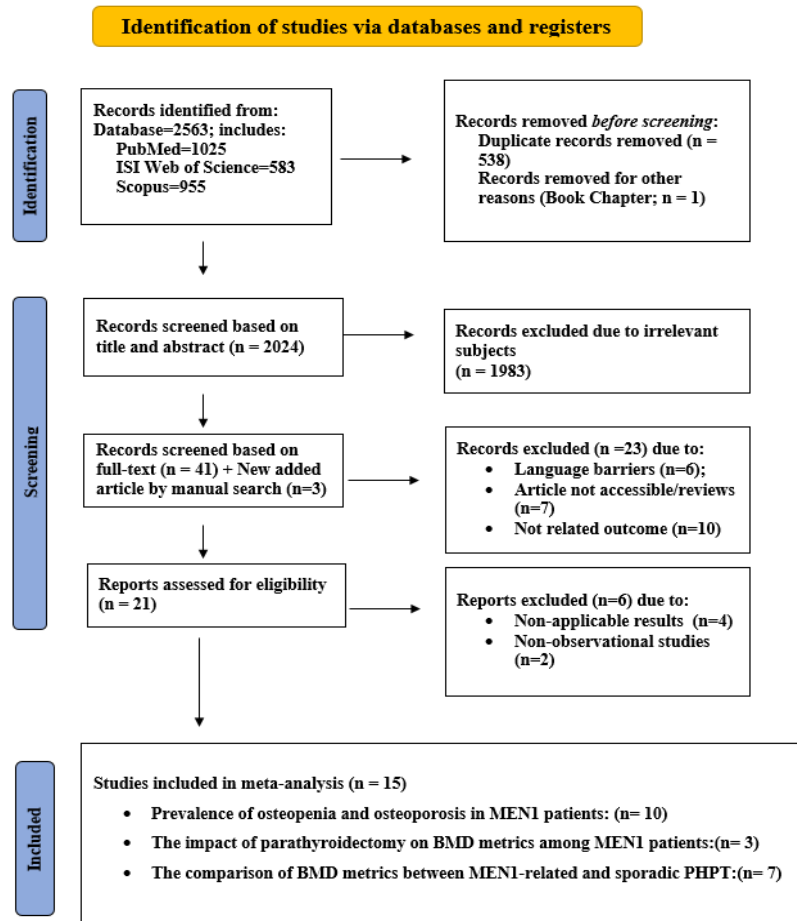 Identification of studies via databases and registers
Identification
Records identified from:
Database=2563; includes:
PubMed=1025
ISI Web of Science=583
Scopus=955
Records removed before screening:
Duplicate records removed (n =
538)
Records removed for other
reasons (Book Chapter; n = 1)
Screening
Records screened based on
title and abstract (n = 2024)
Records excluded due to irrelevant
subjects
(n = 1983)
Records screened based on
full-text (n = 41) + New added
article by manual search (n=3)
Records excluded (n =23) due to:
• Language barriers (n=6);
• Article not accessible/reviews
(n=7)
• Not related outcome (n=10)
Reports assessed for eligibility
(n = 21)
Reports excluded (n=6) due to:
• Non-applicable results (n=4)
• Non-observational studies
(n=2)
Included
Studies included in meta-analysis (n = 15)
• Prevalence of osteopenia and osteoporosis in MEN1 patients: (n= 10)
• The impact of parathyroidectomy on BMD metrics among MEN1 patients:(n= 3)
• The comparison of BMD metrics between MEN1-related and sporadic PHPT:(n= 7)